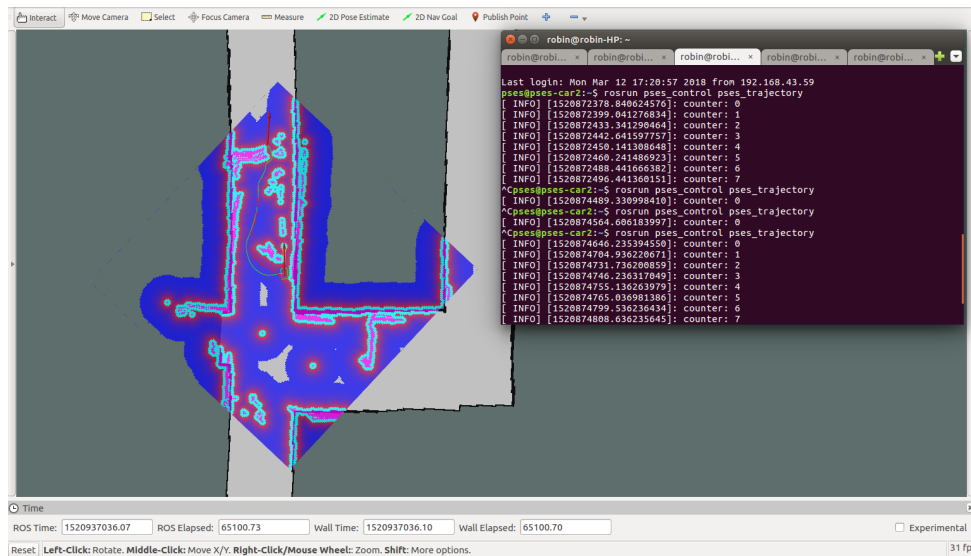 Interact Move Camera Select Focus Camera Measure 2D Pose Estimate 2D Nav Goal Publish Point
robin@robin-HP: ~
robin@robi... robin@robi... robin@robi... robin@robi... robin@robi...
Last login: Mon Mar 12 17:20:57 2018 from 192.168.43.59
pses@pses-car2:~$ rosrun pses_control pses_trajectory
[ INFO] [1520872378.840624576]: counter: 0
[ INFO] [1520872399.041276834]: counter: 1
[ INFO] [1520872433.341290464]: counter: 2
[ INFO] [1520872442.641597757]: counter: 3
[ INFO] [1520872450.141308648]: counter: 4
[ INFO] [1520872460.241486923]: counter: 5
[ INFO] [1520872488.441666382]: counter: 6
[ INFO] [1520872496.441360151]: counter: 7
^Cpses@pses-car2:~$ rosrun pses_control pses_trajectory
[ INFO] [1520874489.330998410]: counter: 0
^Cpses@pses-car2:~$ rosrun pses_control pses_trajectory
[ INFO] [1520874564.606183997]: counter: 0
^Cpses@pses-car2:~$ rosrun pses_control pses_trajectory
[ INFO] [1520874646.235394550]: counter: 0
[ INFO] [1520874704.936220671]: counter: 1
[ INFO] [1520874731.736200859]: counter: 2
[ INFO] [1520874746.236317049]: counter: 3
[ INFO] [1520874755.136263979]: counter: 4
[ INFO] [1520874765.036981386]: counter: 5
[ INFO] [1520874799.536236434]: counter: 6
[ INFO] [1520874808.636235645]: counter: 7
Time
ROS Time: 1520937036.07 ROS Elapsed: 65100.73 Wall Time: 1520937036.10 Wall Elapsed: 65100.70 Experimental
Reset Left-Click: Rotate. Middle-Click: Move X/Y. Right-Click/Mouse Wheel:: Zoom. Shift: More options. 31 fp